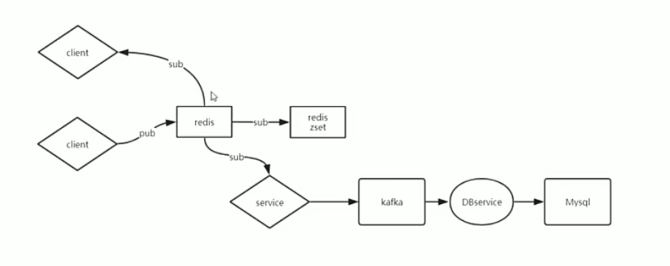 client
sub
client
pub
redis
sub
redis
zset
sub
service
kafka
DBservice
Mysql